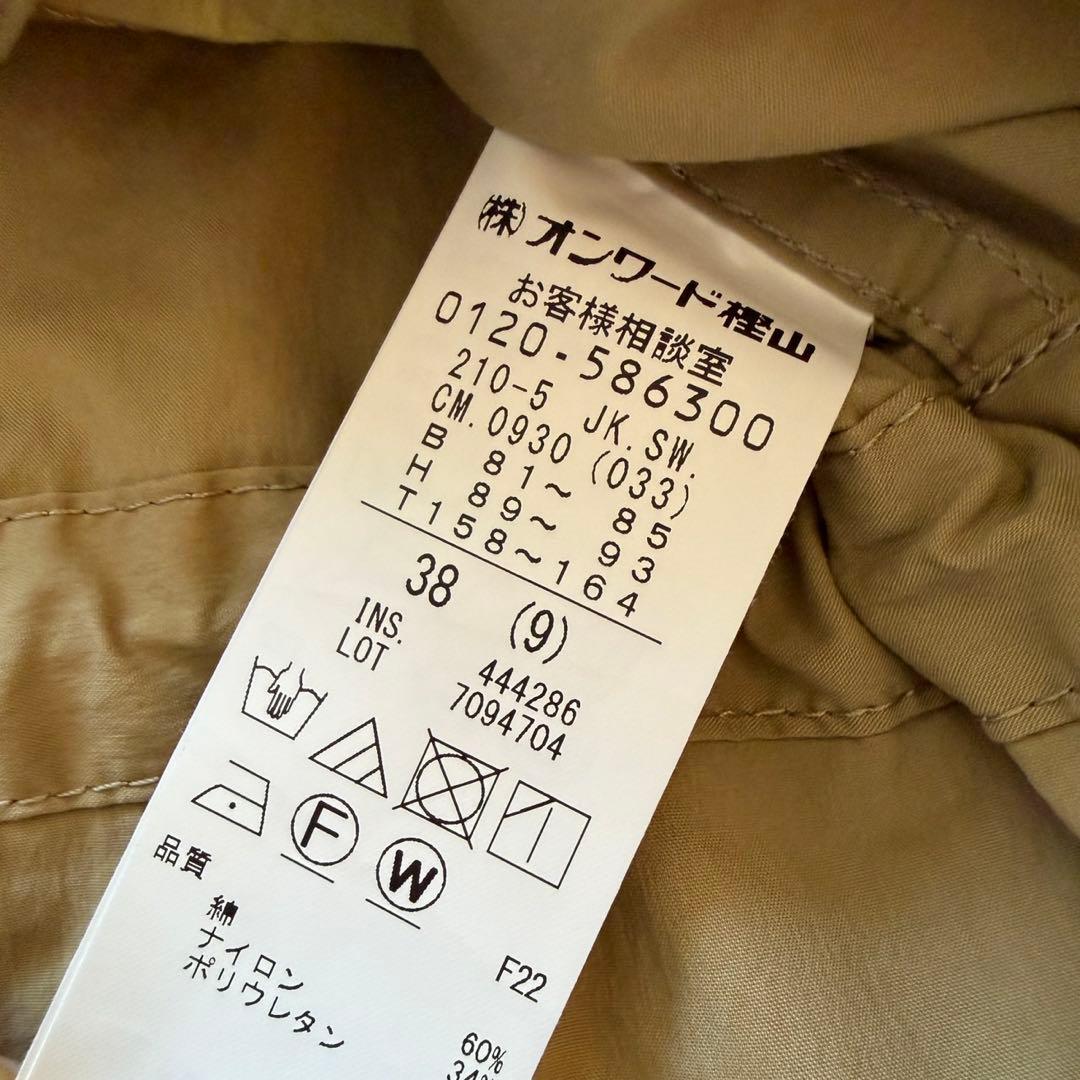 ㈱オンワード樫山
お客様相談室
0120-586300
210-5 JK.SW.
CM.0930 (033)
B 81~ 85
H 89~ 93
T158~164
38 (9)
INS. 444286
LOT 7094704
F W
品質 F22
綿 60%
ナイロン 34%
ポリウレタン